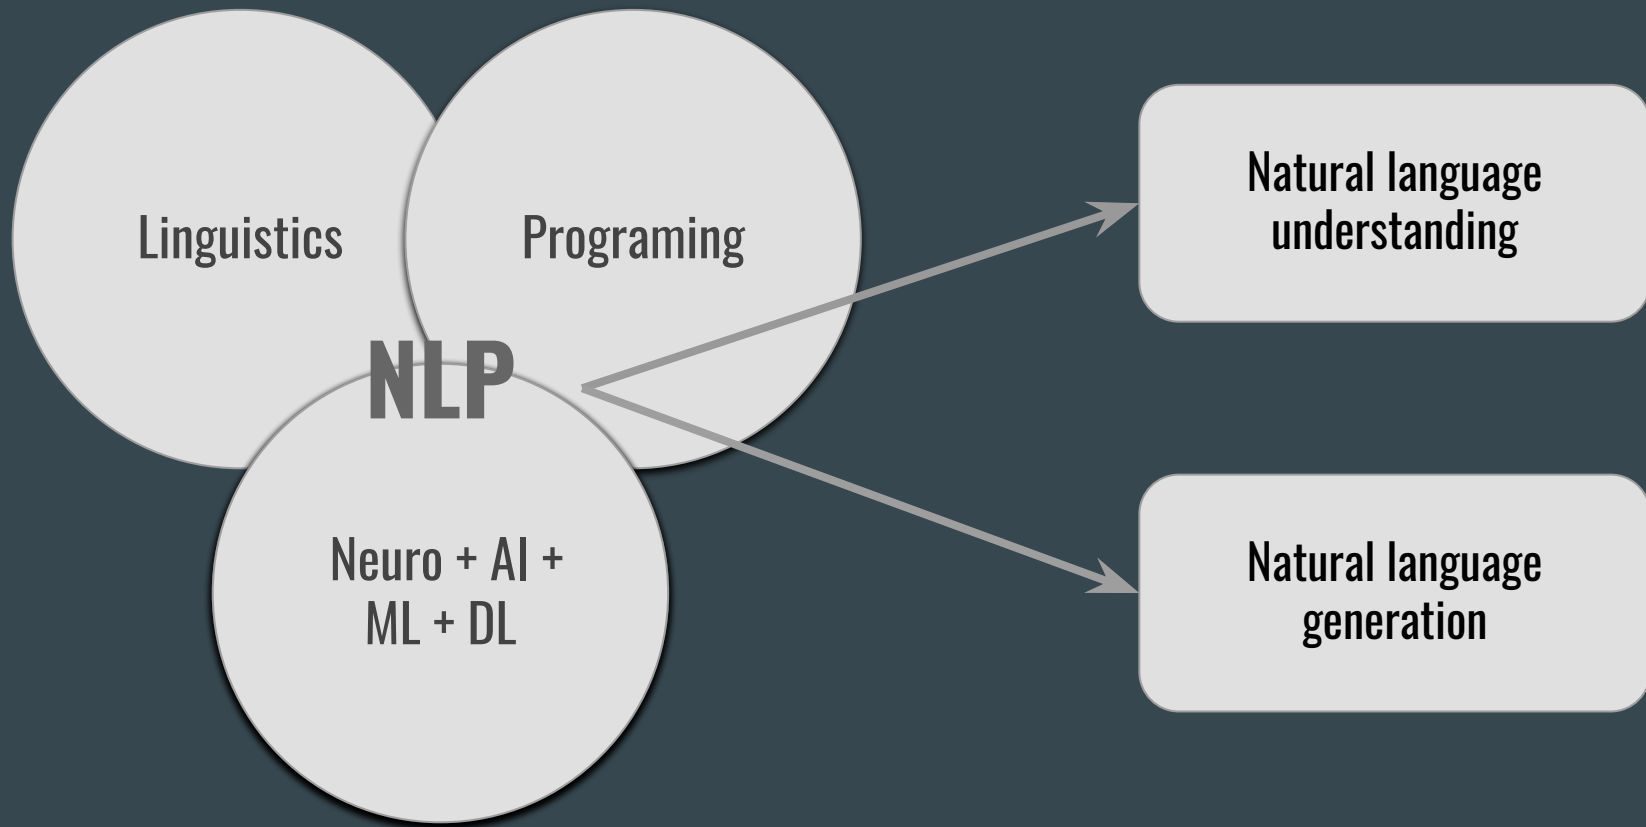 Linguistics
Programing
NLP
Neuro + AI +
ML + DL
Natural language
understanding
Natural language
generation